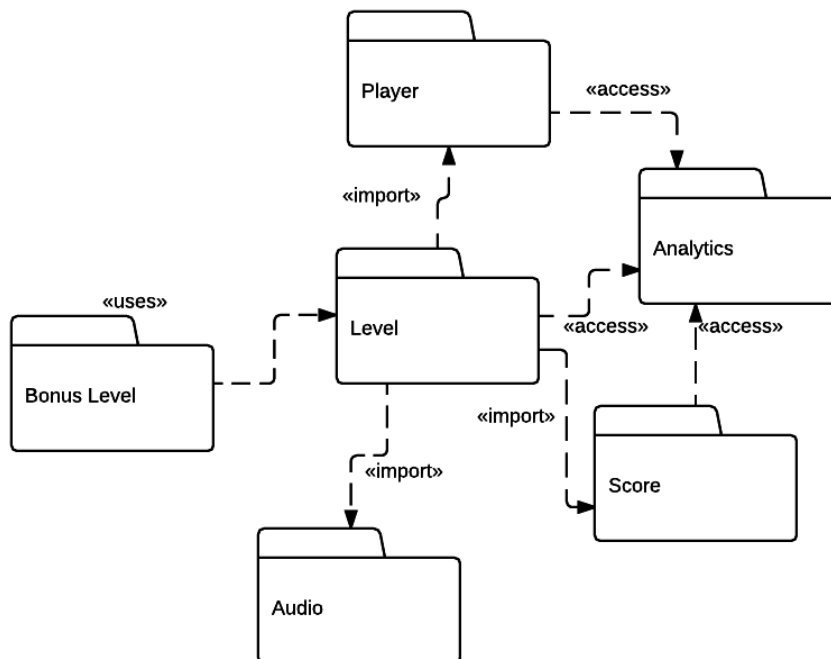 Player
«access»
«import»
Analytics
«uses»
Level
«access»
«access»
Bonus Level
«import»
«import»
Score
Audio